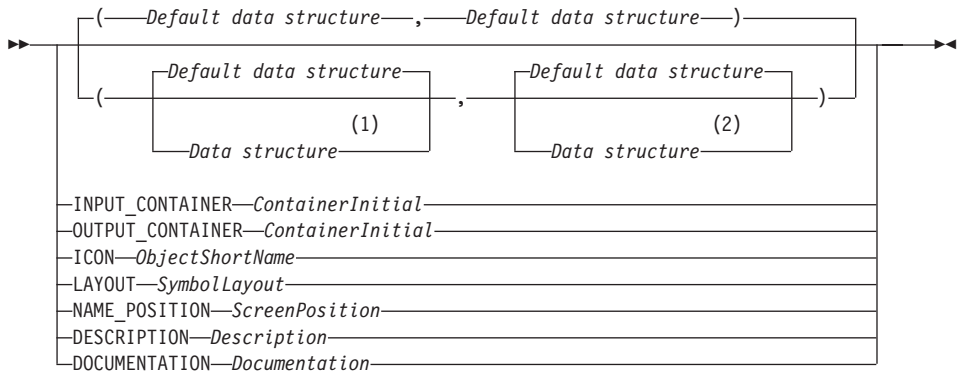 ( Default data structure , Default data structure )
Default data structure Default data structure
( , )
(1) (2)
Data structure Data structure
INPUT_CONTAINER ContainerInitial
OUTPUT_CONTAINER ContainerInitial
ICON ObjectShortName
LAYOUT SymbolLayout
NAME_POSITION ScreenPosition
DESCRIPTION Description
DOCUMENTATION Documentation